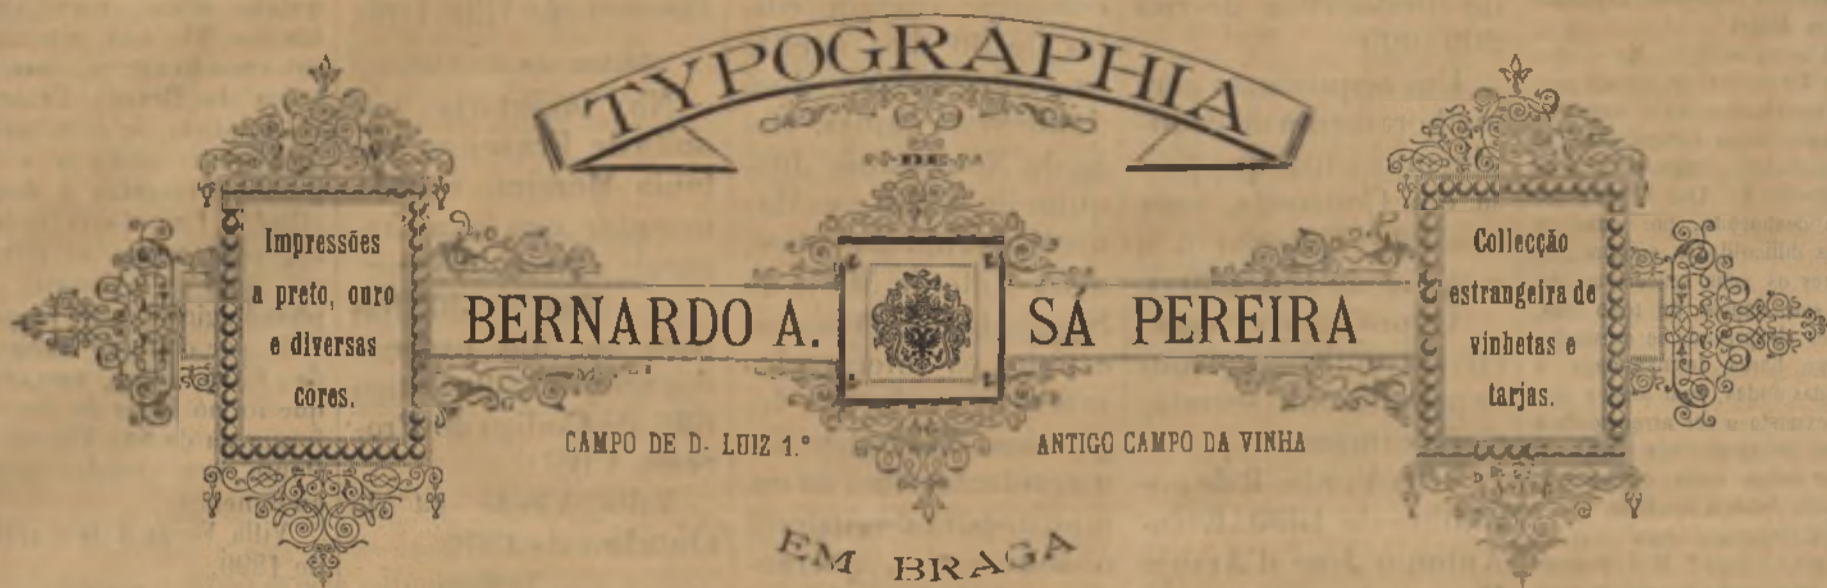 TYPOGRAPHIA
DE
Impressões
a preto, ouro
e diversas
cores.
BERNARDO A. SÁ PEREIRA
Collecção
estrangeira de
vinhetas e
tarjas.
CAMPO DE D. LUIZ 1.º
ANTIGO CAMPO DA VINHA
EM BRAGA